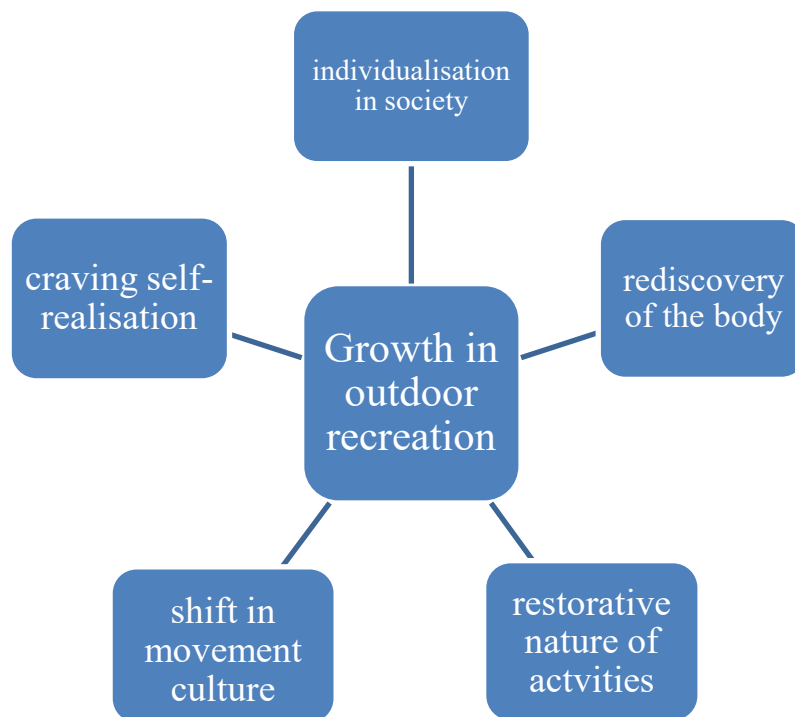 individualisation
in society
craving self-
realisation
rediscovery
of the body
Growth in
outdoor
recreation
shift in
movement
culture
restorative
nature of
actvities